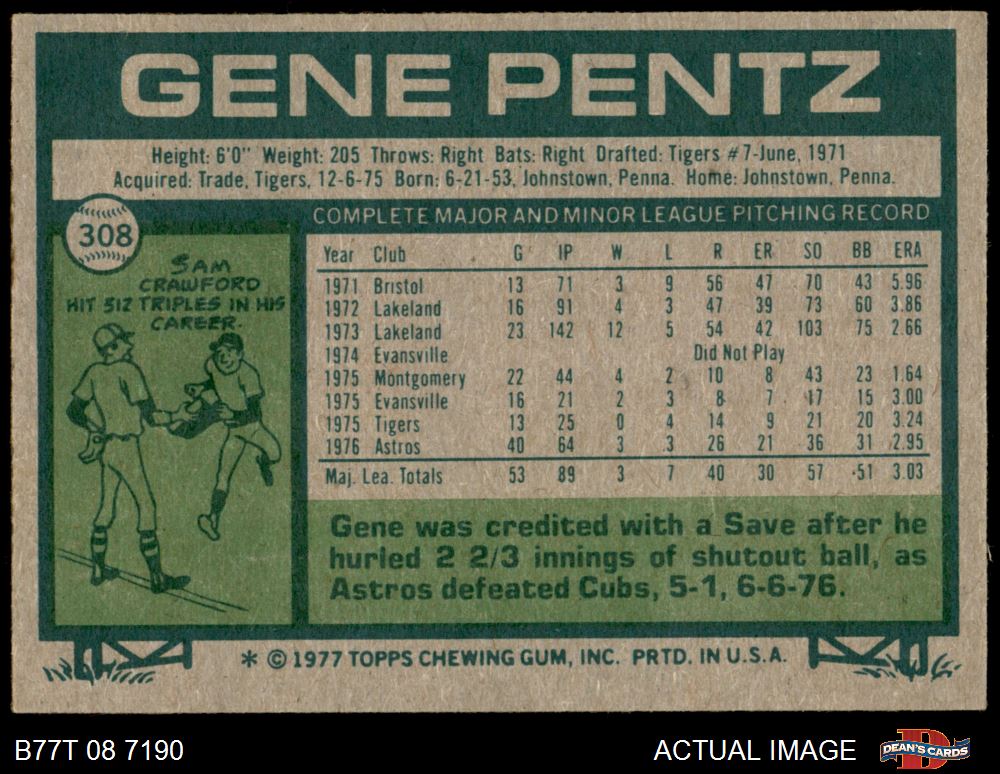 GENE PENTZ
Height: 6'0" Weight: 205 Throws: Right Bats: Right Drafted: Tigers #7-June, 1971
Acquired: Trade, Tigers, 12-6-75 Born: 6-21-53, Johnstown, Penna. Home: Johnstown, Penna.
308
SAM
CRAWFORD
HIT 312 TRIPLES IN HIS
CAREER.
COMPLETE MAJOR AND MINOR LEAGUE PITCHING RECORD
Year Club G IP W L R ER SO BB ERA
1971 Bristol 13 71 3 9 56 47 70 43 5.96
1972 Lakeland 16 91 4 3 47 39 73 60 3.86
1973 Lakeland 23 142 12 5 54 42 103 75 2.66
1974 Evansville Did Not Play
1975 Montgomery 22 44 4 2 10 8 43 23 1.64
1975 Evansville 16 21 2 3 8 7 17 15 3.00
1975 Tigers 13 25 0 4 14 9 21 20 3.24
1976 Astros 40 64 3 3 26 21 36 31 2.95
Maj. Lea. Totals 53 89 3 7 40 30 57 51 3.03
Gene was credited with a Save after he
hurled 2 2/3 innings of shutout ball, as
Astros defeated Cubs, 5-1, 6-6-76.
* © 1977 TOPPS CHEWING GUM, INC. PRTD. IN U.S.A.
B77T 08 7190
ACTUAL IMAGE
DEAN'S CARDS